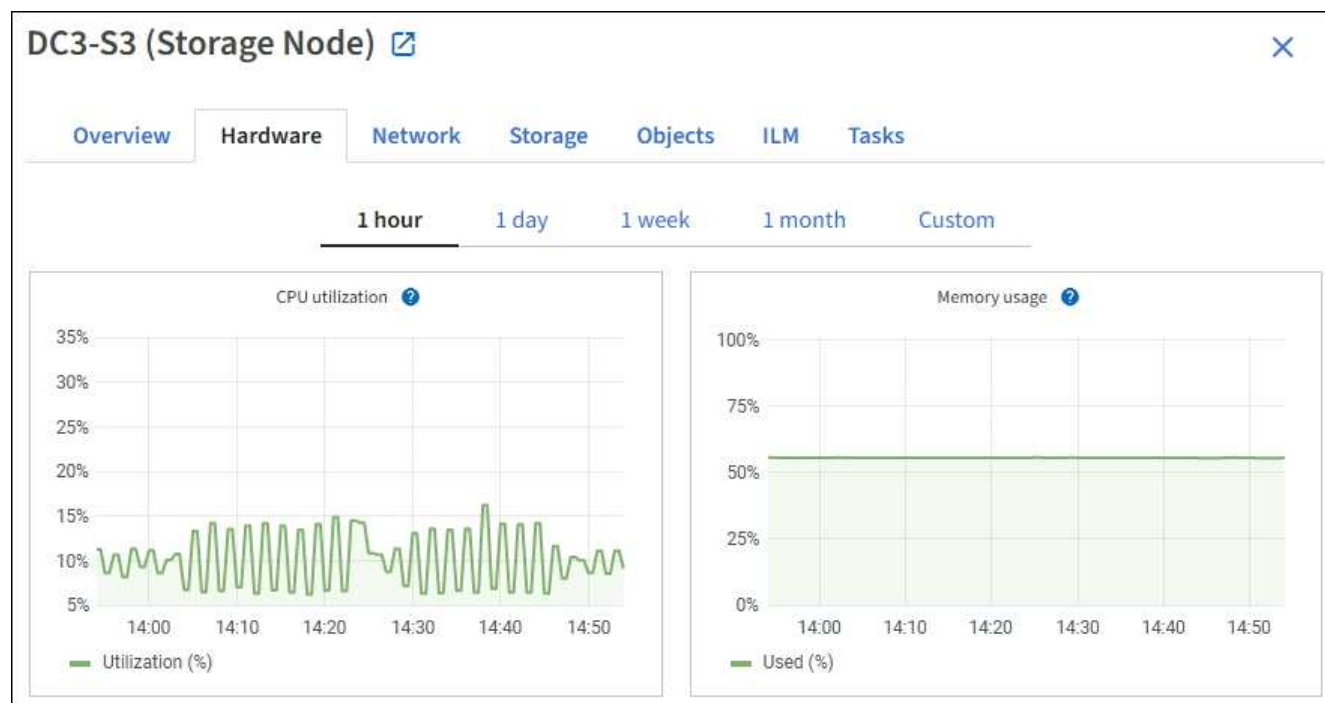 DC3-S3 (Storage Node)
Overview Hardware Network Storage Objects ILM Tasks
1 hour 1 day 1 week 1 month Custom
CPU utilization
35%
30%
25%
20%
15%
10%
5%
14:00 14:10 14:20 14:30 14:40 14:50
Utilization (%)
Memory usage
100%
75%
50%
25%
0%
14:00 14:10 14:20 14:30 14:40 14:50
Used (%)